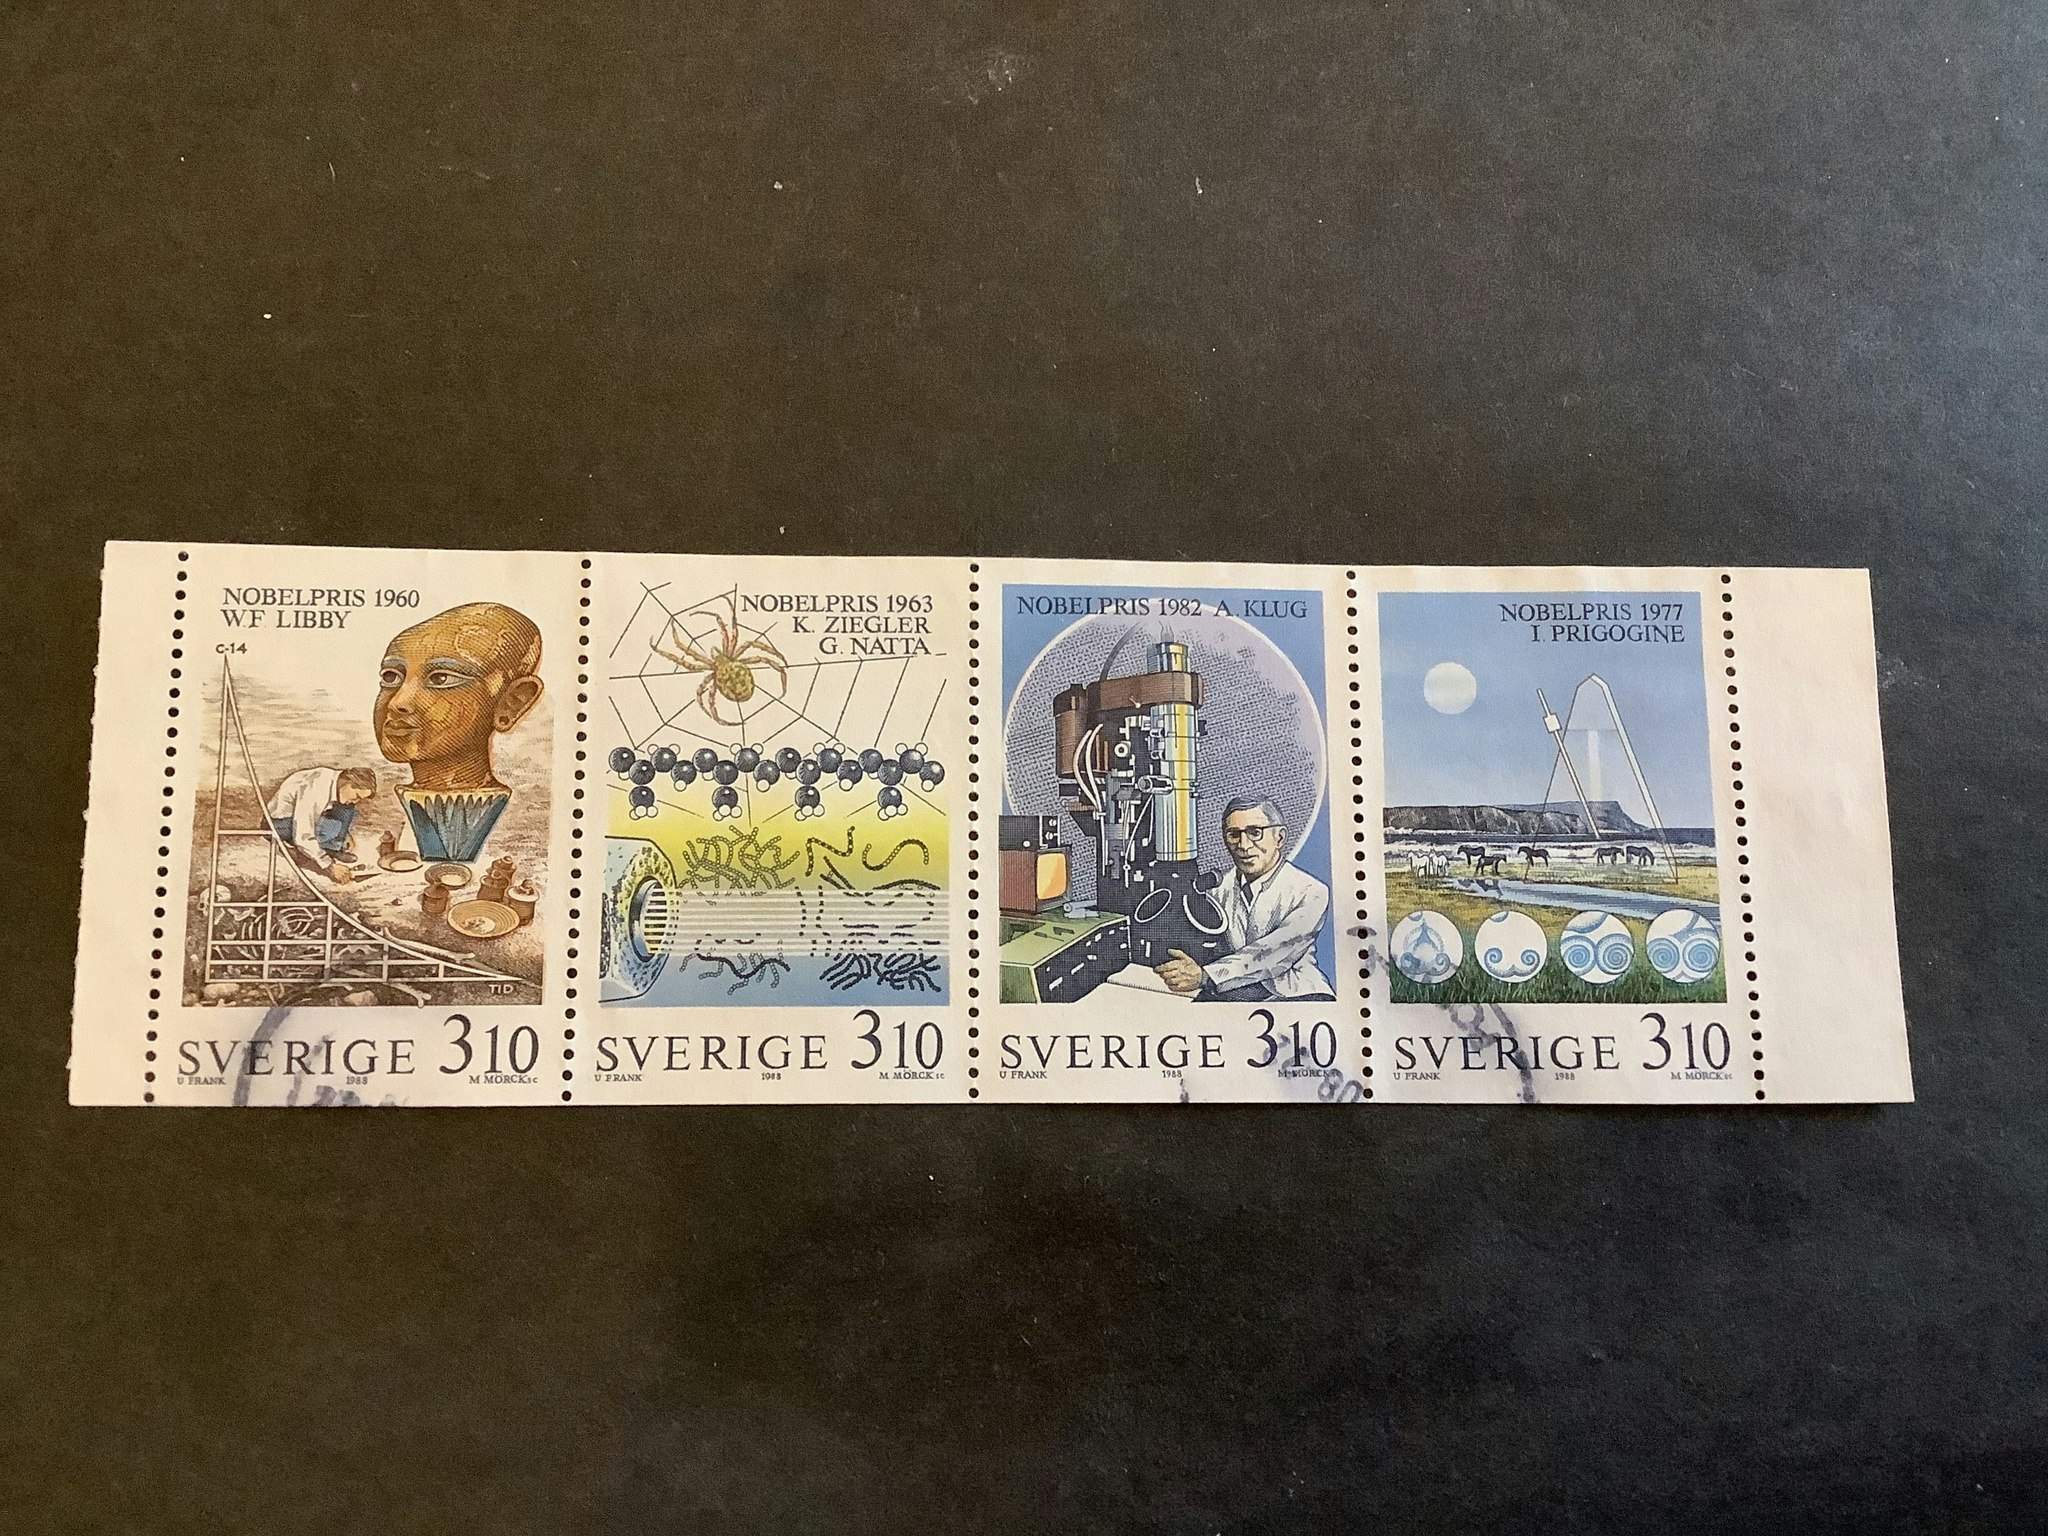 NOBELPRIS 1960
W.F LIBBY
C-14
TID
SVERIGE 310
U FRANK 1988 M MÖRCK sc
NOBELPRIS 1963
K. ZIEGLER
G. NATTA
SVERIGE 310
U FRANK 1988 M MÖRCK sc
NOBELPRIS 1982 A. KLUG
SVERIGE 310
U FRANK 1988 M MÖRCK sc
NOBELPRIS 1977
I. PRIGOGINE
SVERIGE 310
U FRANK 1988 M MÖRCK sc